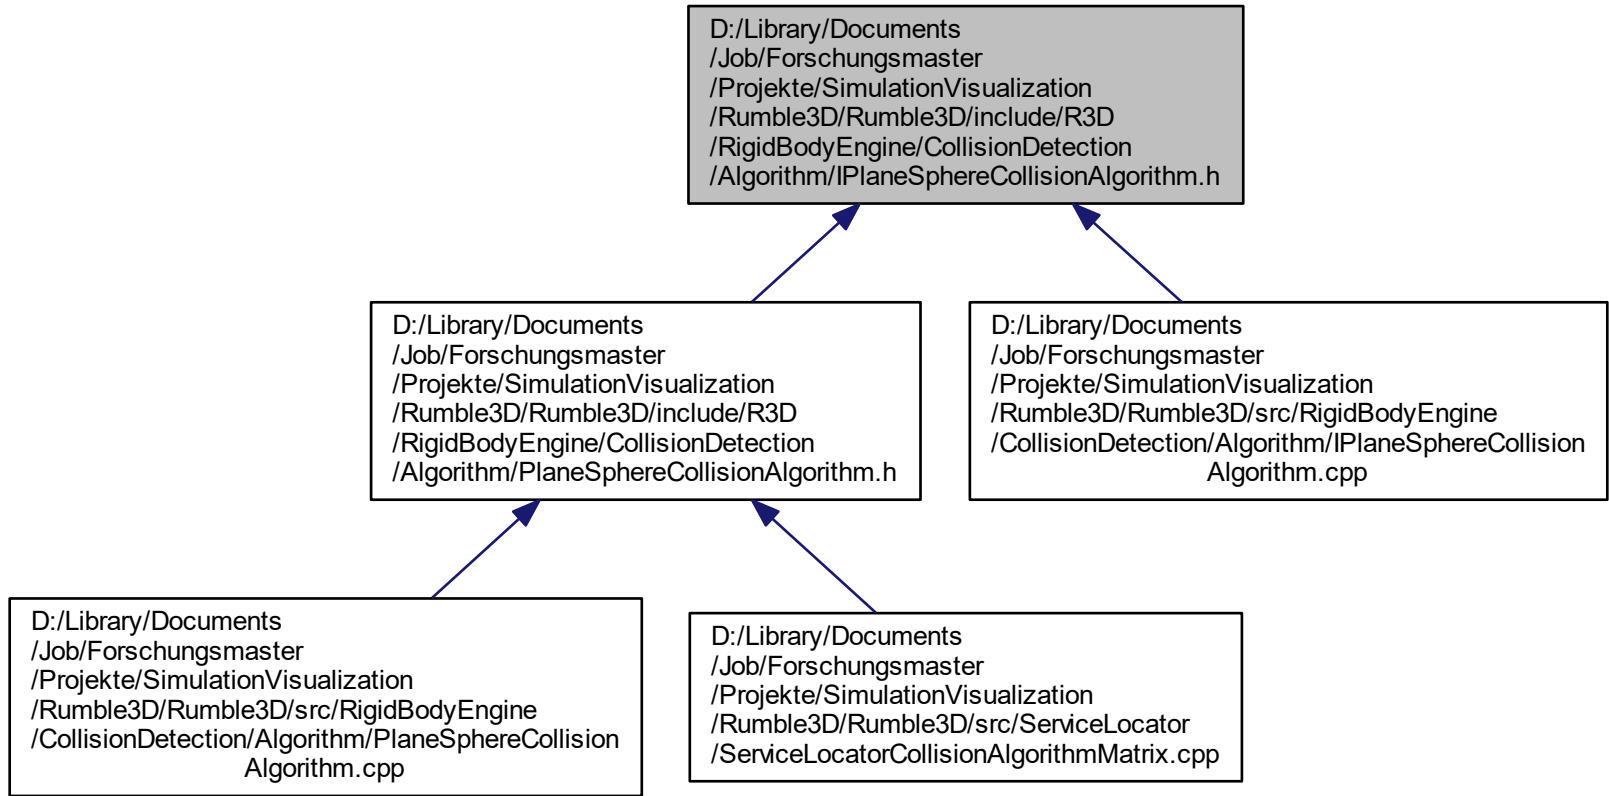 D:/Library/Documents
/Job/Forschungsmaster
/Projekte/SimulationVisualization
/Rumble3D/Rumble3D/include/R3D
/RigidBodyEngine/CollisionDetection
/Algorithm/IPlaneSphereCollisionAlgorithm.h
D:/Library/Documents
/Job/Forschungsmaster
/Projekte/SimulationVisualization
/Rumble3D/Rumble3D/include/R3D
/RigidBodyEngine/CollisionDetection
/Algorithm/PlaneSphereCollisionAlgorithm.h
D:/Library/Documents
/Job/Forschungsmaster
/Projekte/SimulationVisualization
/Rumble3D/Rumble3D/src/RigidBodyEngine
/CollisionDetection/Algorithm/IPlaneSphereCollision
Algorithm.cpp
D:/Library/Documents
/Job/Forschungsmaster
/Projekte/SimulationVisualization
/Rumble3D/Rumble3D/src/RigidBodyEngine
/CollisionDetection/Algorithm/PlaneSphereCollision
Algorithm.cpp
D:/Library/Documents
/Job/Forschungsmaster
/Projekte/SimulationVisualization
/Rumble3D/Rumble3D/src/ServiceLocator
/ServiceLocatorCollisionAlgorithmMatrix.cpp